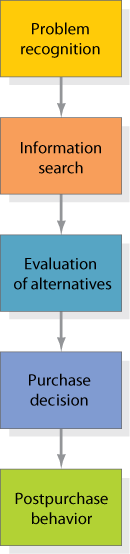 Problem
recognition
Information
search
Evaluation
of alternatives
Purchase
decision
Postpurchase
behavior